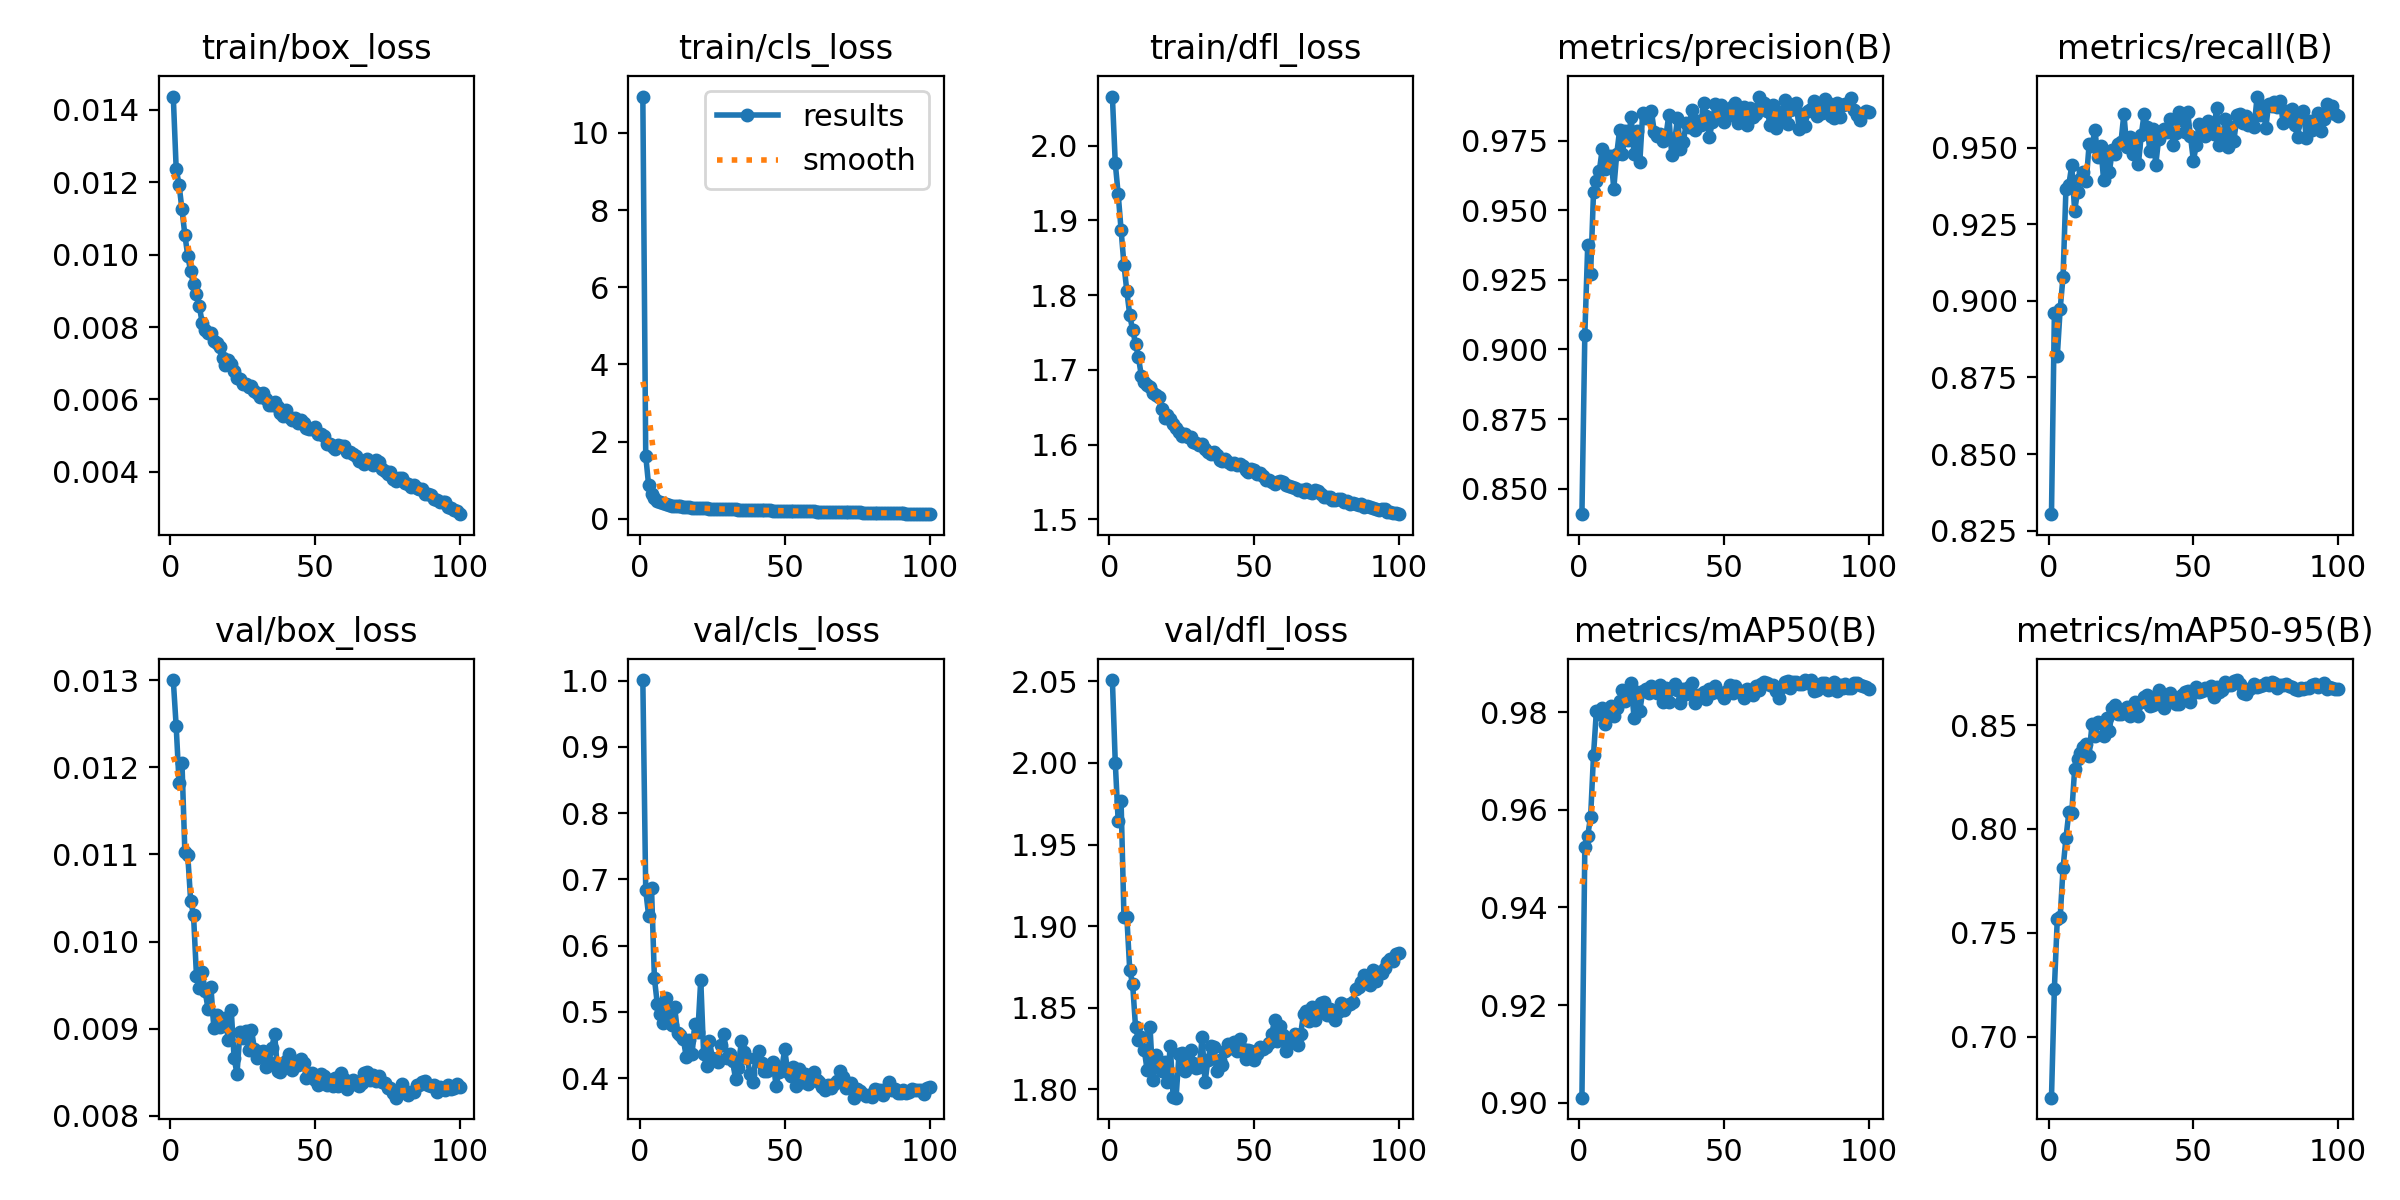 train/box_loss
0.014
0.012
0.010
0.008
0.006
0.004
0 50 100
train/cls_loss
results
smooth
10
8
6
4
2
0
0 50 100
train/dfl_loss
2.0
1.9
1.8
1.7
1.6
1.5
0 50 100
metrics/precision(B)
0.975
0.950
0.925
0.900
0.875
0.850
0 50 100
metrics/recall(B)
0.950
0.925
0.900
0.875
0.850
0.825
0 50 100
val/box_loss
0.013
0.012
0.011
0.010
0.009
0.008
0 50 100
val/cls_loss
1.0
0.9
0.8
0.7
0.6
0.5
0.4
0 50 100
val/dfl_loss
2.05
2.00
1.95
1.90
1.85
1.80
0 50 100
metrics/mAP50(B)
0.98
0.96
0.94
0.92
0.90
0 50 100
metrics/mAP50-95(B)
0.85
0.80
0.75
0.70
0 50 100